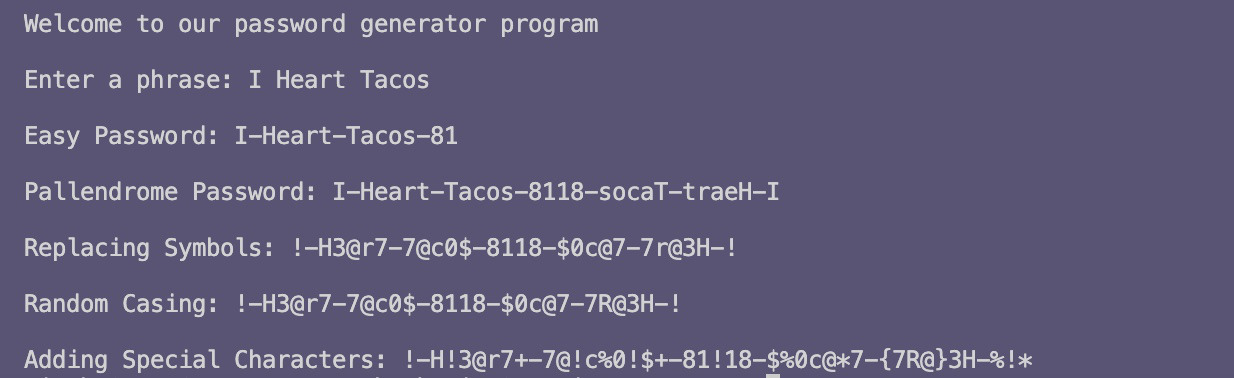 Welcome to our password generator program
Enter a phrase: I Heart Tacos
Easy Password: I-Heart-Tacos-81
Pallendrome Password: I-Heart-Tacos-8118-socaT-traeH-I
Replacing Symbols: !-H3@r7-7@c0$-8118-$0c@7-7r@3H-!
Random Casing: !-H3@r7-7@c0$-8118-$0c@7-7R@3H-!
Adding Special Characters: !-H!3@r7+-7@!c%0!$+-81!18-$%0c@*7-{7R@}3H-%!*